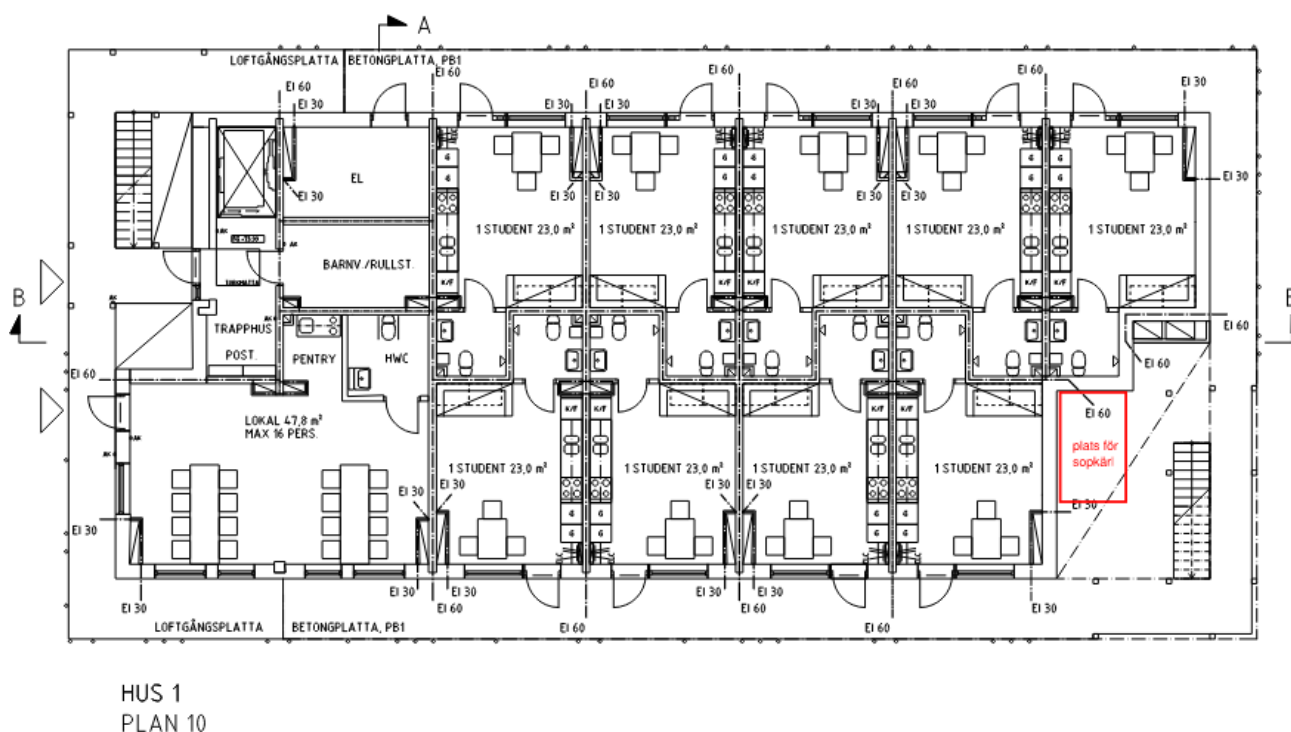 A
LOFTGÅNGSPLATTA
BETONGPLATTA, PB1
EI 60
EI 60
EI 60
EI 60
EI 60
EI 30
EI 30
EI 30
EI 30
EI 30
EI 30
EI 30
EI 30
EI 30
EI 30
EI 30
EI 30
EL
G
G
G
G
G
G
G
G
1 STUDENT 23,0 m²
1 STUDENT 23,0 m²
1 STUDENT 23,0 m²
1 STUDENT 23,0 m²
1 STUDENT 23,0 m²
AK
AK
BARNV./RULLST.
TORKMATTA
K/F
K/F
K/F
K/F
B
AK
AK
TRAPPHUS
POST.
PENTRY
HWC
EI 60
EI 60
EI 60
EI 60
K/F
K/F
K/F
K/F
LOKAL 47,8 m²
MAX 16 PERS.
AK
AK
plats för
sopkärl
1 STUDENT 23,0 m²
1 STUDENT 23,0 m²
1 STUDENT 23,0 m²
1 STUDENT 23,0 m²
EI 30
EI 30
EI 30
EI 30
EI 30
EI 30
G
G
G
G
G
G
G
G
EI 30
EI 30
EI 30
EI 30
EI 30
EI 60
EI 60
EI 60
EI 60
LOFTGÅNGSPLATTA
BETONGPLATTA, PB1
HUS 1
PLAN 10